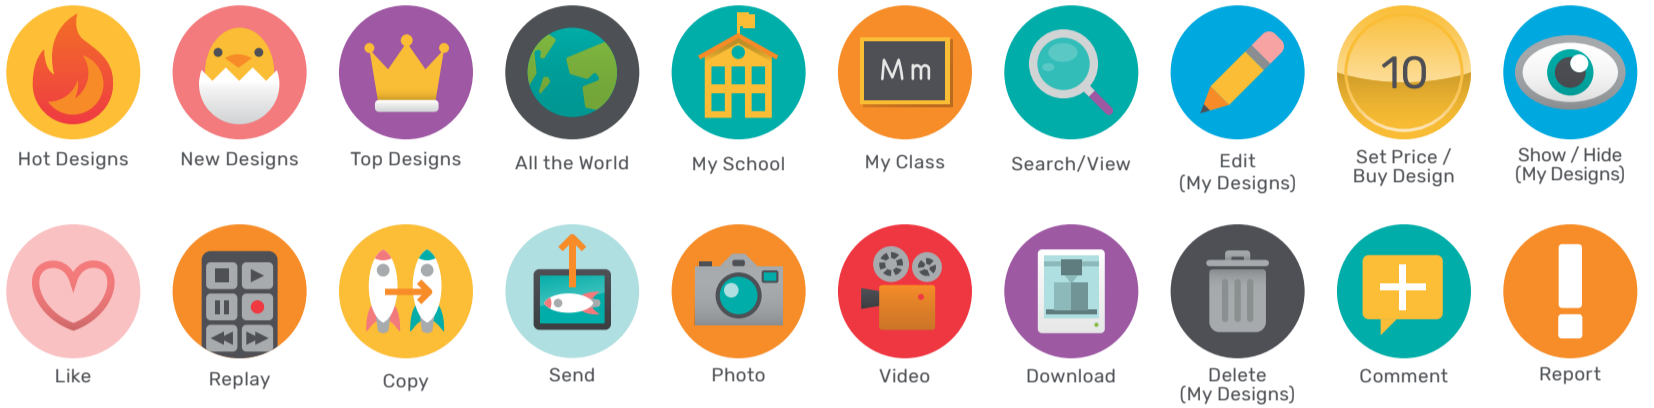 Mm
10
Hot Designs
New Designs
Top Designs
All the World
My School
My Class
Search/View
Edit
(My Designs)
Set Price /
Buy Design
Show / Hide
(My Designs)
Like
Replay
Copy
Send
Photo
Video
Download
Delete
(My Designs)
Comment
Report